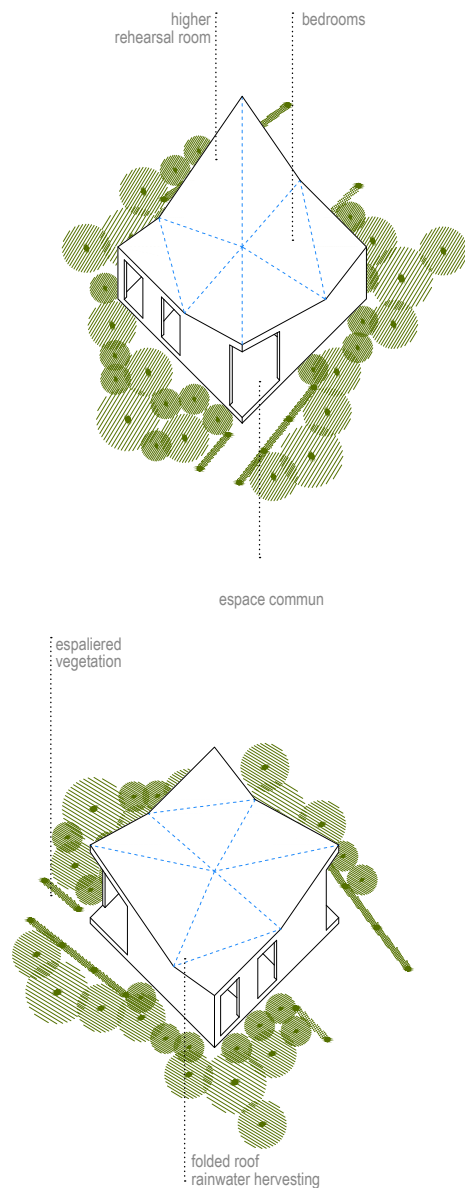 higher
rehearsal room
bedrooms
espace commun
espaliered
vegetation
folded roof
rainwater hervesting